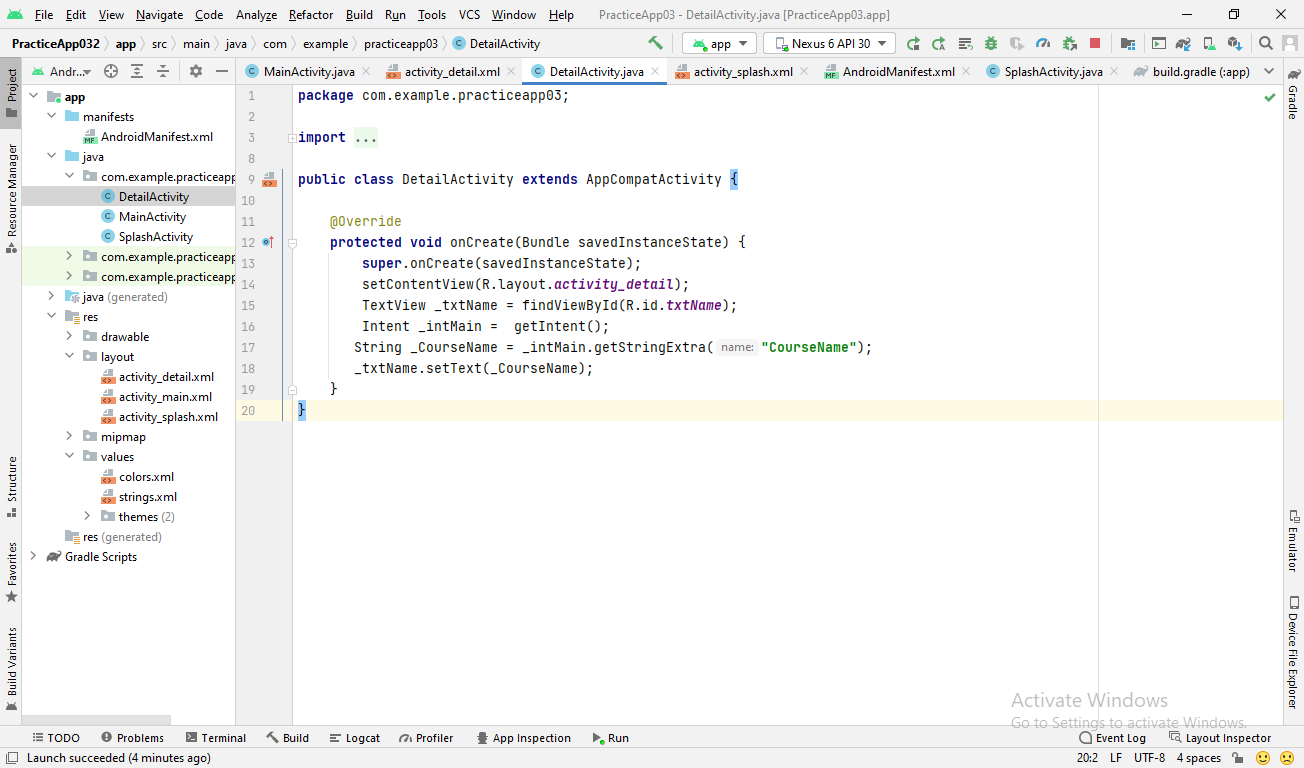 File Edit View Navigate Code Analyze Refactor Build Run Tools VCS Window Help PracticeApp03 - DetailActivity.java [PracticeApp03.app]
PracticeApp032 app src main java com example practiceapp03 DetailActivity app Nexus 6 API 30
Andr... MainActivity.java activity_detail.xml DetailActivity.java activity_splash.xml AndroidManifest.xml SplashActivity.java build.gradle (:app)
Project
Resource Manager
Structure
Favorites
Build Variants
app
manifests
AndroidManifest.xml
java
com.example.practiceapp
DetailActivity
MainActivity
SplashActivity
com.example.practiceapp
com.example.practiceapp
java (generated)
res
drawable
layout
activity_detail.xml
activity_main.xml
activity_splash.xml
mipmap
values
colors.xml
strings.xml
themes (2)
res (generated)
Gradle Scripts
1 package com.example.practiceapp03;
2
3 import ...
8
9 public class DetailActivity extends AppCompatActivity {
10
11 @Override
12 protected void onCreate(Bundle savedInstanceState) {
13 super.onCreate(savedInstanceState);
14 setContentView(R.layout.activity_detail);
15 TextView _txtName = findViewById(R.id.txtName);
16 Intent _intMain =  getIntent();
17 String _CourseName = _intMain.getStringExtra( name: "CourseName");
18 _txtName.setText(_CourseName);
19 }
20 }
Gradle
Emulator
Device File Explorer
Activate Windows
Go to Settings to activate Windows.
TODO Problems Terminal Build Logcat Profiler App Inspection Run Event Log Layout Inspector
Launch succeeded (4 minutes ago) 20:2 LF UTF-8 4 spaces